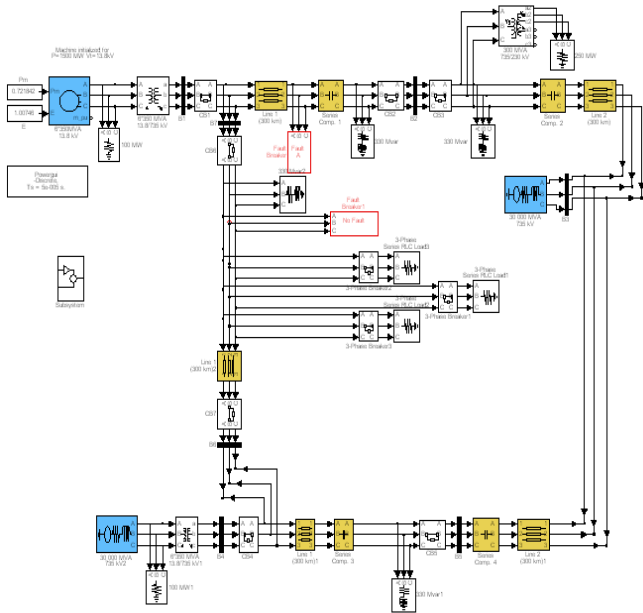 Machine initialized for
P=1500 MW Vt=13.8kV
Pm
0.721842
Pm
1.00746
E
E
m_pu
6*350MVA
13.8 kV
100 MW
6*350 MVA
13.8/735 kV
B1
CB1
Line 1
(300 km)
Series
Comp. 1
CB2
B2
CB3
300 MVA
735/230 kV
250 MW
Series
Comp. 2
Line 2
(300 km)
330 Mvar
330 Mvar
CB6
Fault
Breaker
Fault
A
330 Mvar2
Fault
Breaker1
No Fault
30,000 MVA
735 kV
B3
Powergui
-Discrete,
Ts = 5e-005 s.
Subsystem
3-Phase
Series RLC Load3
3-Phase Breaker2
3-Phase
Series RLC Load1
3-Phase Breaker1
3-Phase
Series RLC Load2
3-Phase Breaker3
Line 1
(300 km)2
CB7
B6
30,000 MVA
735 kV2
100 MW1
6*350 MVA
13.8/735 kV1
B4
CB4
Line 1
(300 km)1
Series
Comp. 3
330 Mvar1
CB5
B5
Series
Comp. 4
Line 2
(300 km)1